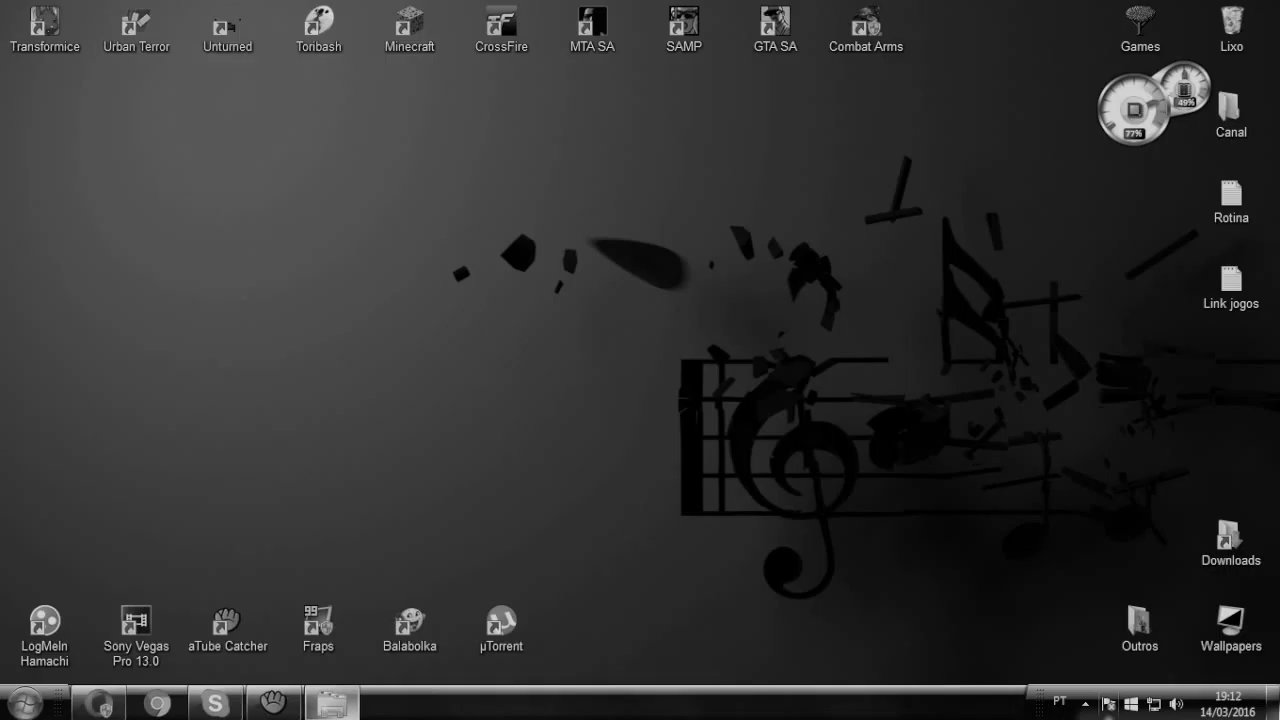 Transformice
Urban Terror
Unturned
Toribash
Minecraft
CrossFire
MTA SA
SAMP
GTA SA
Combat Arms
Games
Lixo
49%
77%
Canal
Rotina
Link jogos
Downloads
99
LogMeIn
Hamachi
Sony Vegas
Pro 13.0
aTube Catcher
Fraps
Balabolka
µTorrent
Outros
Wallpapers
PT
19:12
14/03/2016